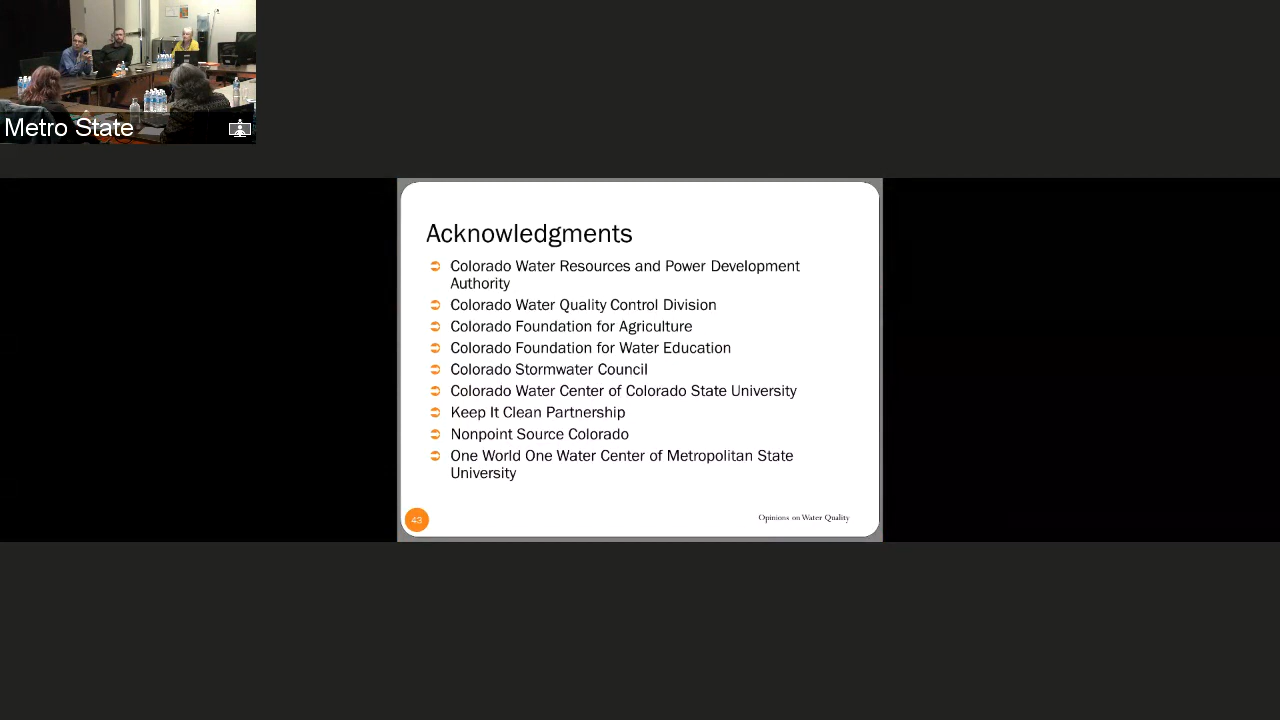 Metro State
Acknowledgments
Colorado Water Resources and Power Development
Authority
Colorado Water Quality Control Division
Colorado Foundation for Agriculture
Colorado Foundation for Water Education
Colorado Stormwater Council
Colorado Water Center of Colorado State University
Keep It Clean Partnership
Nonpoint Source Colorado
One World One Water Center of Metropolitan State
University
43
Opinions on Water Quality